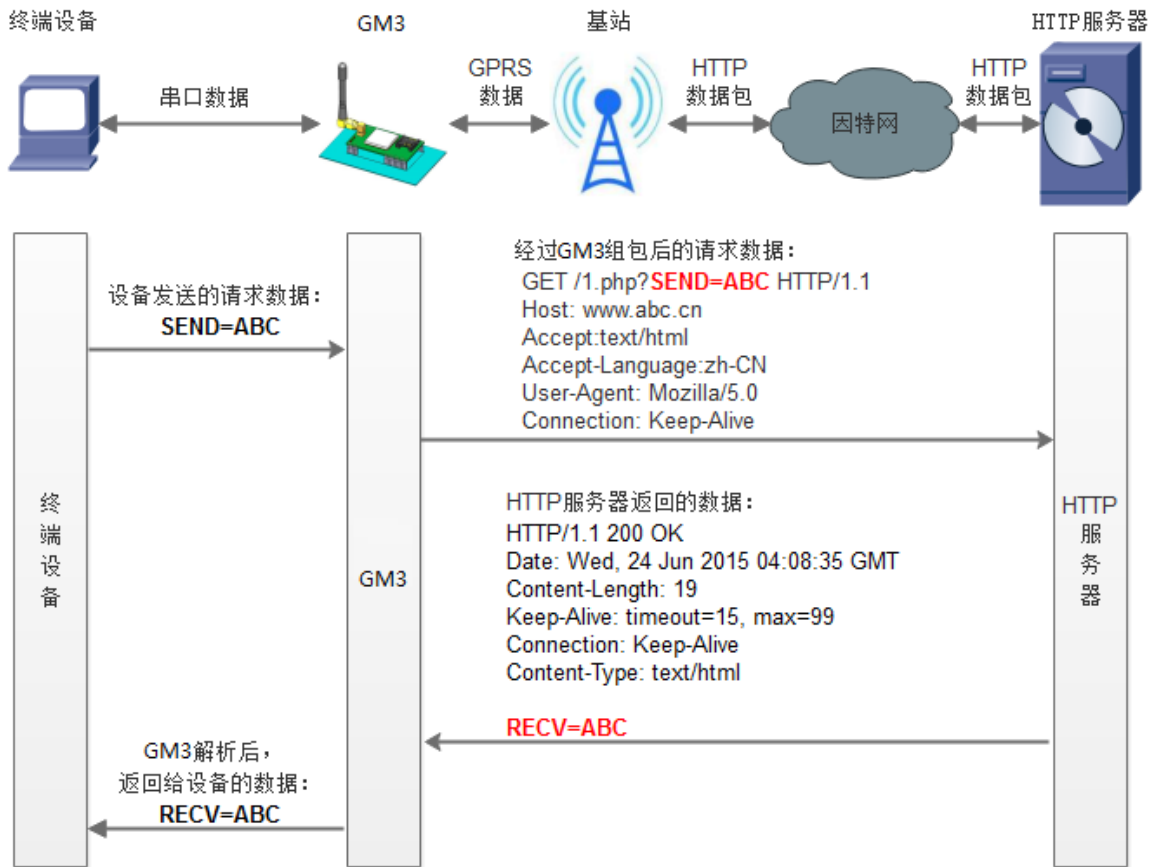 终端设备
GM3
基站
HTTP服务器
串口数据
GPRS
数据
HTTP
数据包
因特网
HTTP
数据包
设备发送的请求数据：
SEND=ABC
经过GM3组包后的请求数据：
GET /1.php?SEND=ABC HTTP/1.1
Host: www.abc.cn
Accept:text/html
Accept-Language:zh-CN
User-Agent: Mozilla/5.0
Connection: Keep-Alive
终
端
设
备
GM3
HTTP
服
务
器
HTTP服务器返回的数据：
HTTP/1.1 200 OK
Date: Wed, 24 Jun 2015 04:08:35 GMT
Content-Length: 19
Keep-Alive: timeout=15, max=99
Connection: Keep-Alive
Content-Type: text/html
RECV=ABC
GM3解析后，
返回给设备的数据：
RECV=ABC